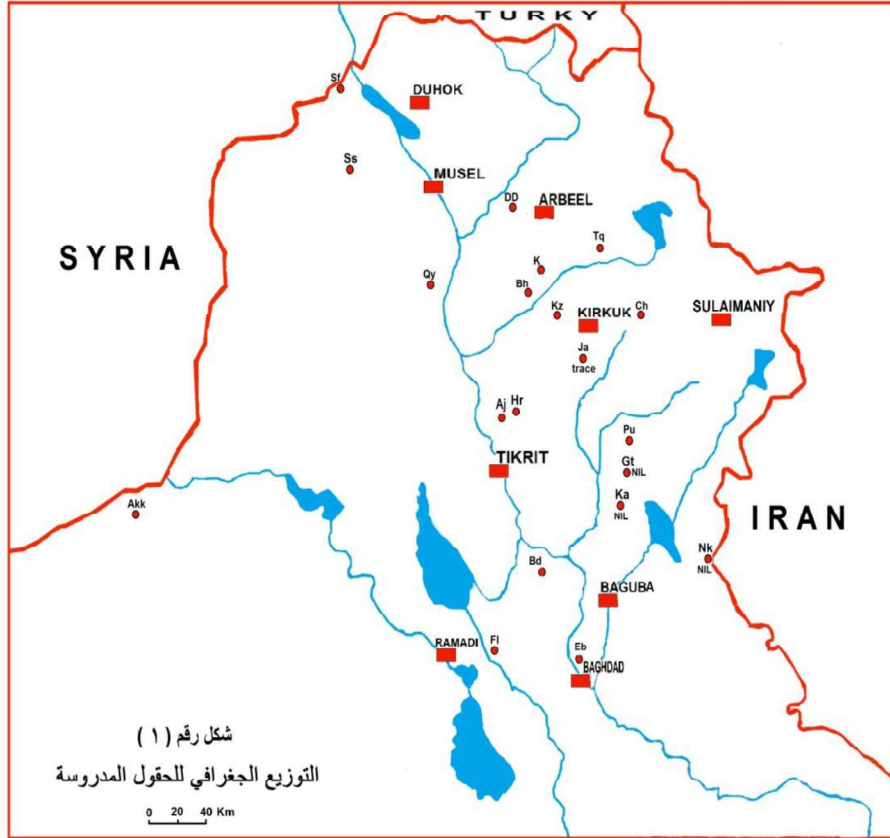 TURKY
Sf
DUHOK
Ss
MUSEL
DD
ARBEEL
SYRIA
Tq
K
Qy
Bh
Kz
KIRKUK
Ch
SULAIMANIY
Ja
trace
Aj
Hr
Pu
TIKRIT
Gt
NIL
Ka
NIL
Akk
IRAN
Nk
NIL
Bd
BAGUBA
RAMADI
Fl
Eb
BAGHDAD
شكل رقم ( ١ )
التوزيع الجغرافي للحقول المدروسة
0 20 40 Km